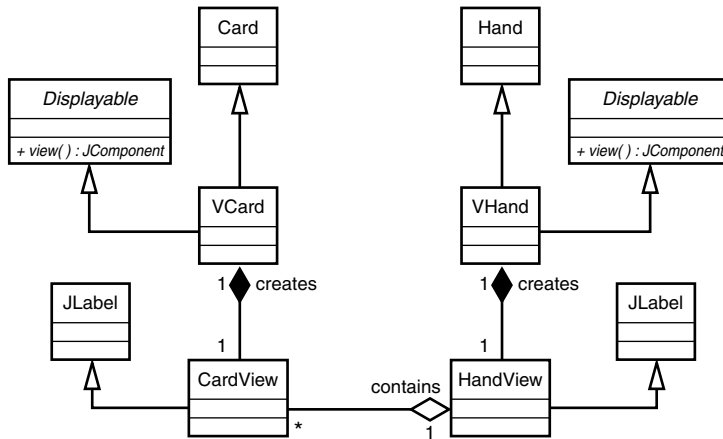 Card
Hand
Displayable
+ view( ) : JComponent
Displayable
+ view( ) : JComponent
VCard
VHand
1 creates
1 creates
JLabel
JLabel
1
1
CardView
contains
HandView
*
1